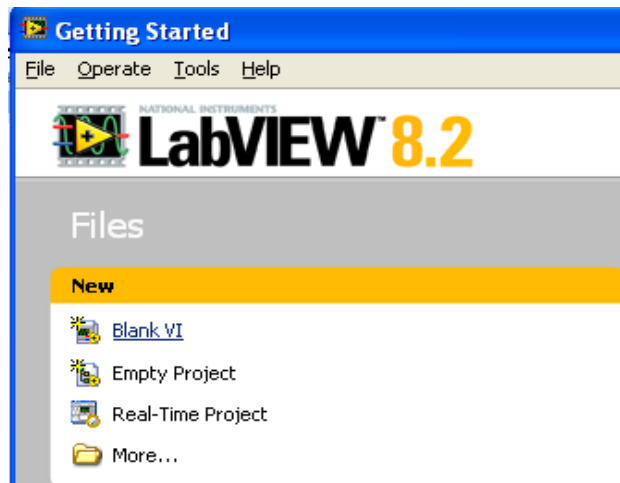 Getting Started
File Operate Tools Help
NATIONAL INSTRUMENTS
LabVIEW™ 8.2
Files
New
Blank VI
Empty Project
Real-Time Project
More...